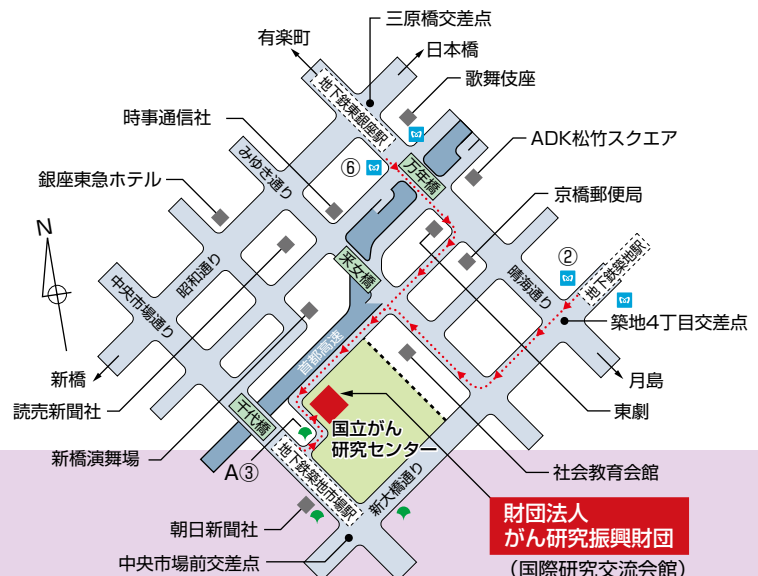 三原橋交差点
有楽町
日本橋
歌舞伎座
地下鉄東銀座駅
時事通信社
ADK松竹スクエア
みゆき通り
⑥
万年橋
銀座東急ホテル
京橋郵便局
N
采女橋
②
地下鉄築地駅
昭和通り
晴海通り
中央市場通り
築地4丁目交差点
首都高速
新橋
月島
読売新聞社
東劇
千代橋
国立がん
研究センター
新橋演舞場
A③
地下鉄築地市場駅
新大橋通り
社会教育会館
朝日新聞社
財団法人
がん研究振興財団
中央市場前交差点
(国際研究交流会館)